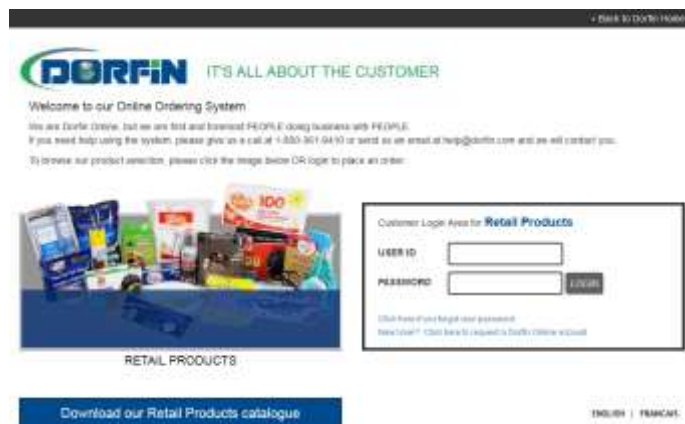 ‹ Back to Dorfin Home
DORFiN IT'S ALL ABOUT THE CUSTOMER
Welcome to our Online Ordering System
We are Dorfin Online, but we are first and foremost PEOPLE doing business with PEOPLE.
If you need help using the system, please give us a call at 1-800-361-9410 or send us an email at help@dorfin.com and we will contact you.
To browse our product selection, please click the image below OR login to place an order.
100
Customer Login Area for Retail Products
USER ID
PASSWORD LOGIN
Click here if you forgot your password
New User? Click here to request a Dorfin Online account
RETAIL PRODUCTS
Download our Retail Products catalogue
ENGLISH | FRANCAIS